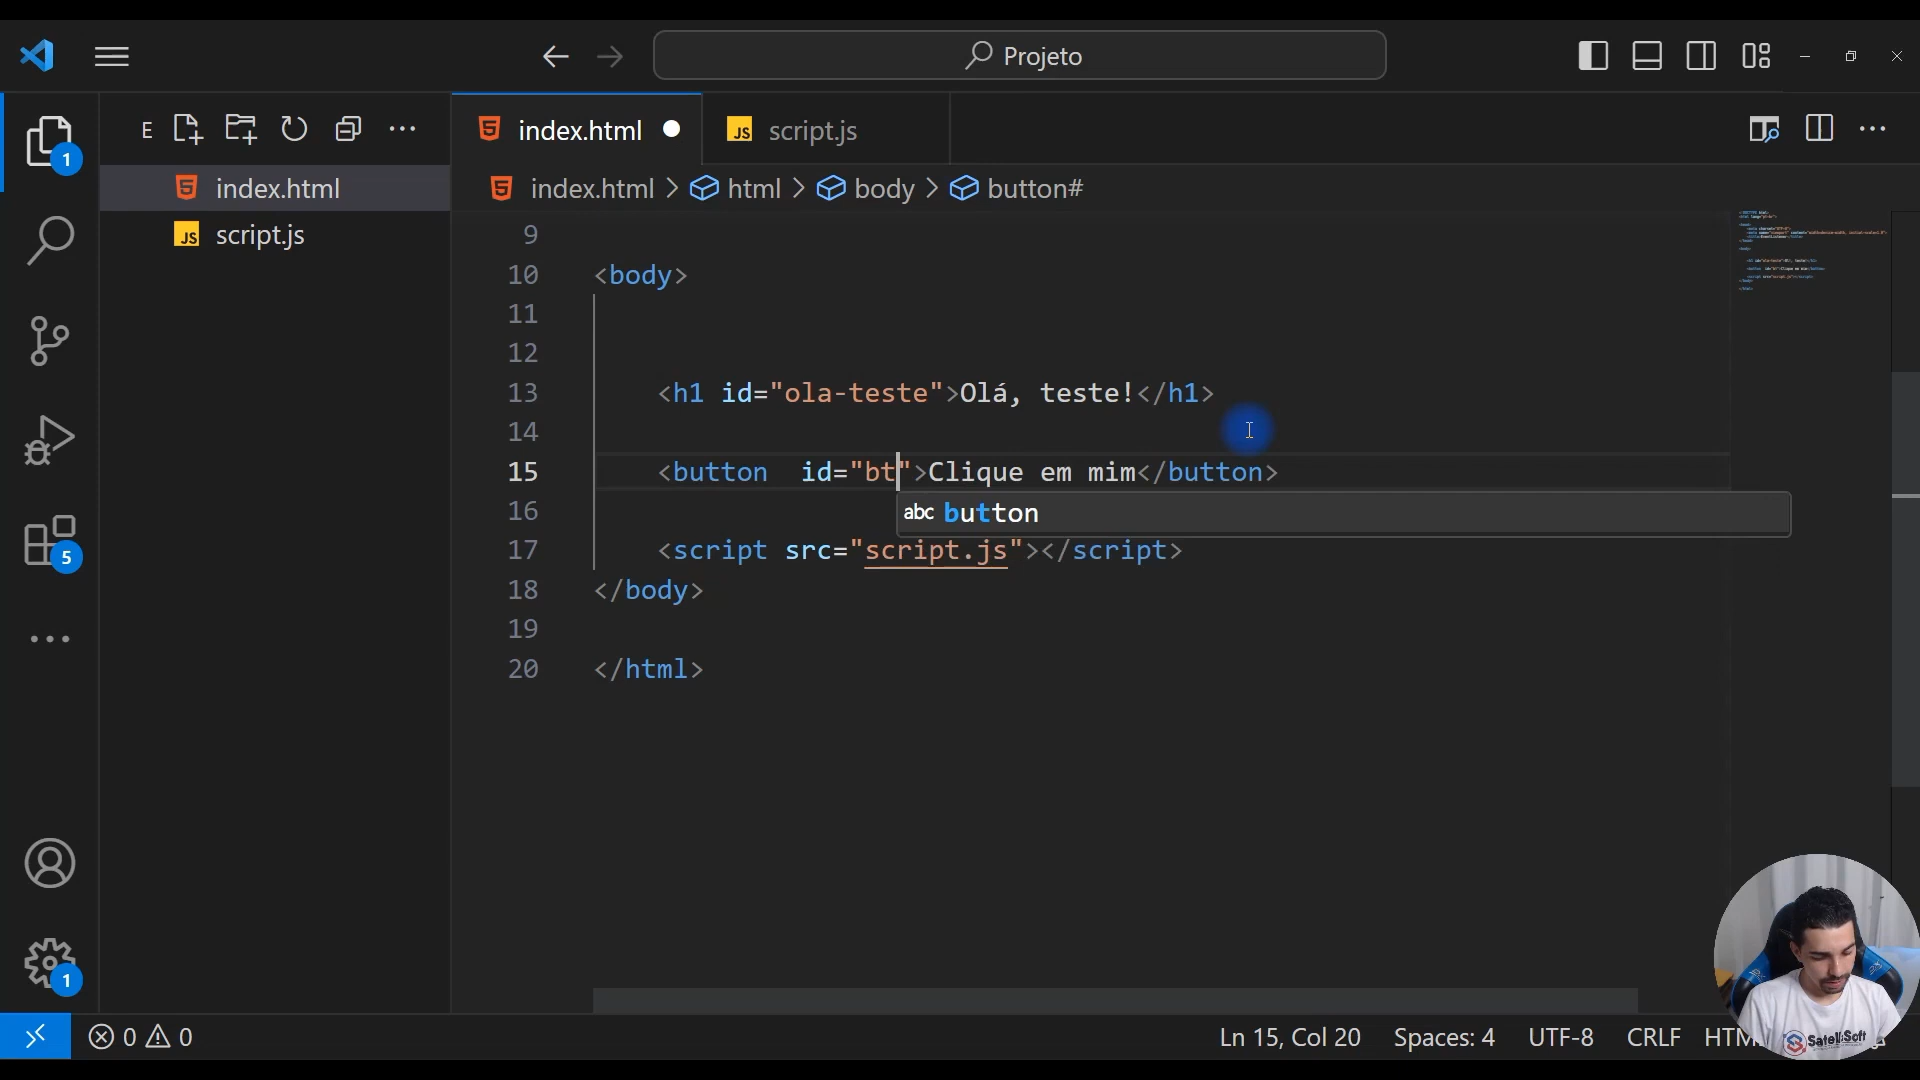 Projeto
E
index.html
script.js
index.html
script.js
index.html > html > body > button#
9
10 <body>
11
12
13 <h1 id="ola-teste">Olá, teste!</h1>
14
15 <button  id="bt">Clique em mim</button>
abc button
16
17 <script src="script.js"></script>
18 </body>
19
20 </html>
1
5
1
0 0
Ln 15, Col 20
Spaces: 4
UTF-8
CRLF
SatelliSoft